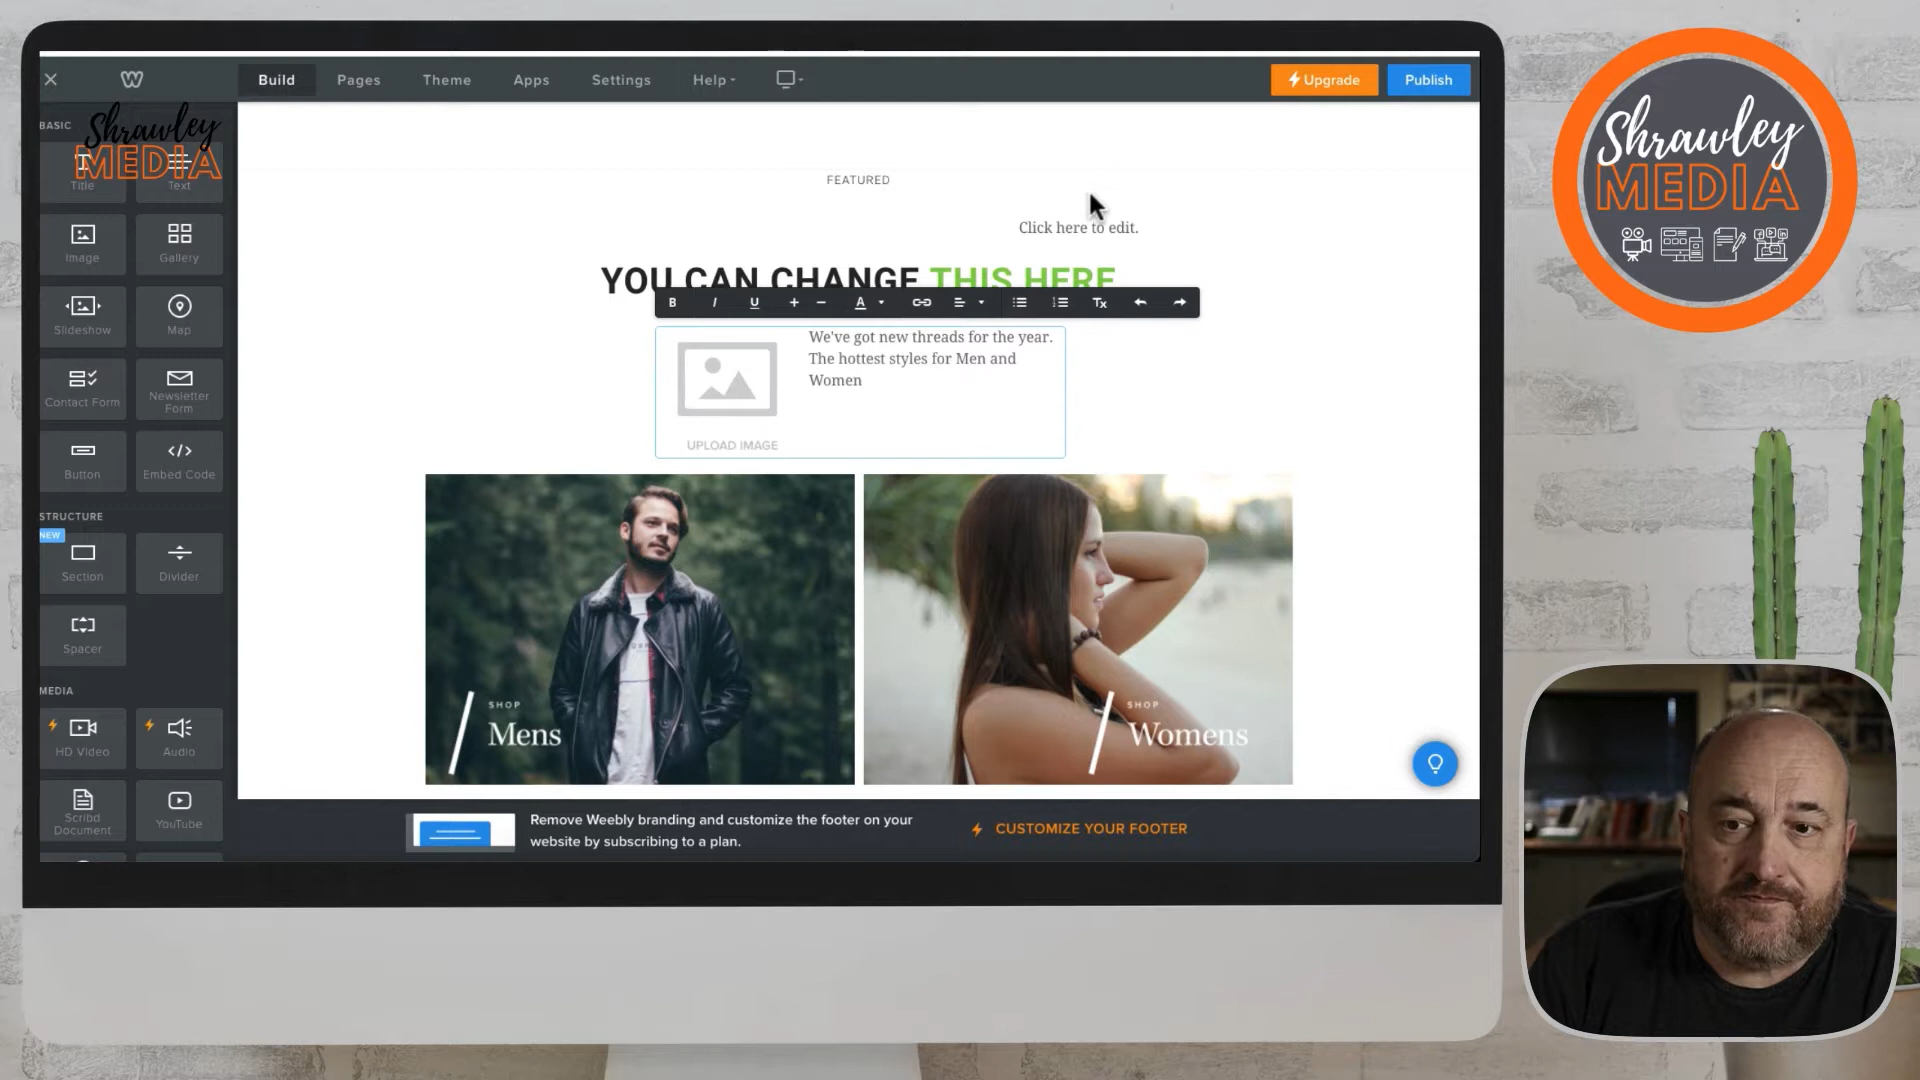 Build
Pages
Theme
Apps
Settings
Help
Upgrade
Publish
BASIC
Shrawley
MEDIA
Title
Text
Image
Gallery
Slideshow
Map
Contact Form
Newsletter
Form
Button
Embed Code
STRUCTURE
NEW
Section
Divider
Spacer
MEDIA
HD Video
Audio
Scribd
Document
YouTube
FEATURED
Click here to edit.
YOU CAN CHANGE THIS HERE
B I U + − A Tx
We've got new threads for the year.
The hottest styles for Men and
Women
UPLOAD IMAGE
SHOP
Mens
SHOP
Womens
Remove Weebly branding and customize the footer on your
website by subscribing to a plan.
CUSTOMIZE YOUR FOOTER
Shrawley
MEDIA